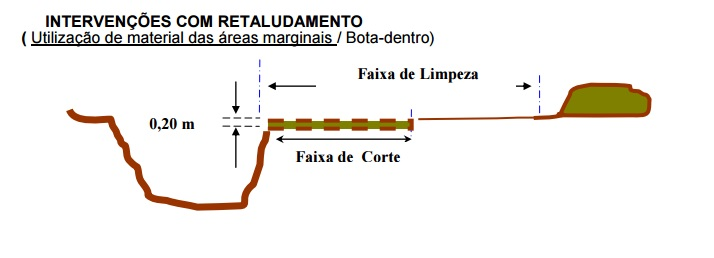 INTERVENÇÕES COM RETALUDAMENTO
( Utilização de material das áreas marginais / Bota-dentro)
Faixa de Limpeza
0,20 m
Faixa de Corte